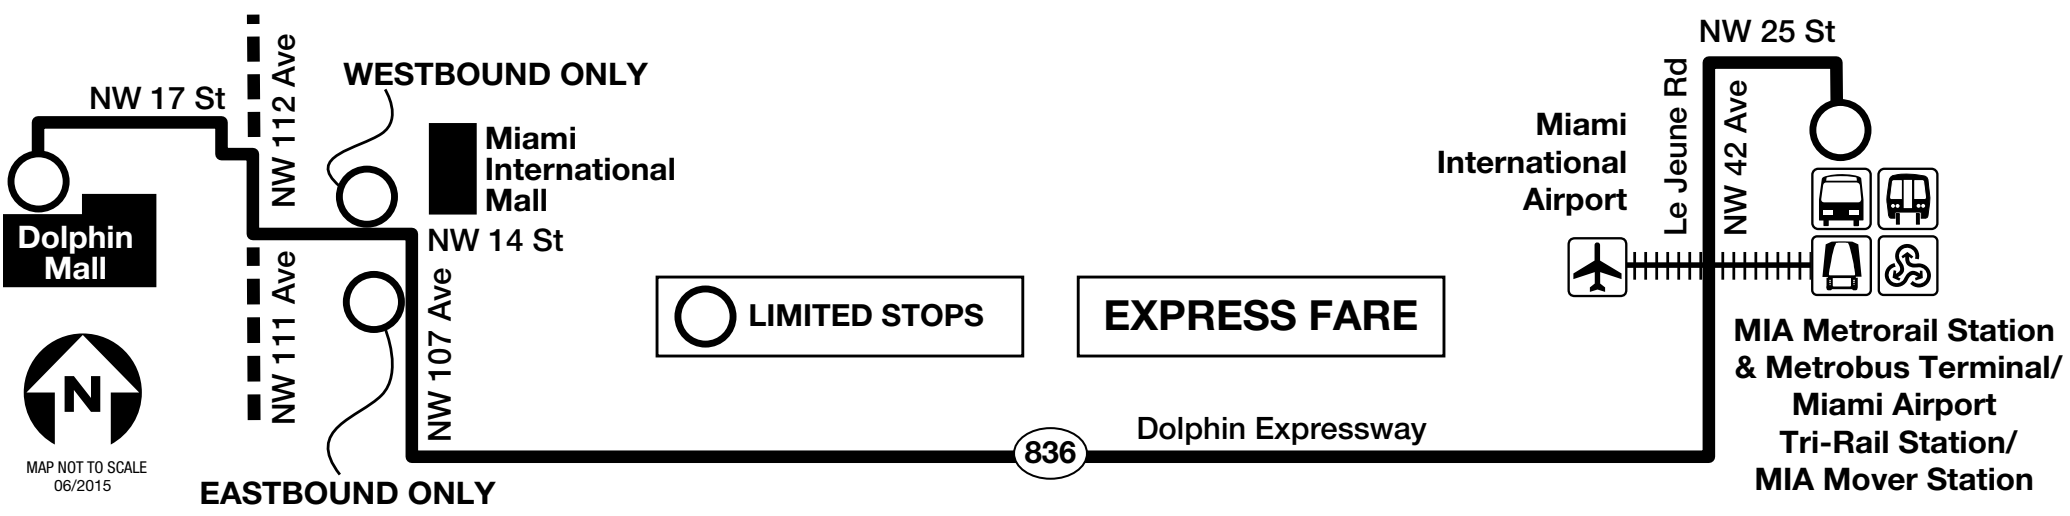 NW 25 St
NW 112 Ave
WESTBOUND ONLY
NW 17 St
Miami
International
Mall
Miami
International
Airport
Le Jeune Rd
NW 42 Ave
Dolphin
Mall
NW 14 St
NW 111 Ave
NW 107 Ave
LIMITED STOPS
EXPRESS FARE
MIA Metrorail Station
& Metrobus Terminal/
Miami Airport
Tri-Rail Station/
MIA Mover Station
N
Dolphin Expressway
836
MAP NOT TO SCALE
06/2015
EASTBOUND ONLY